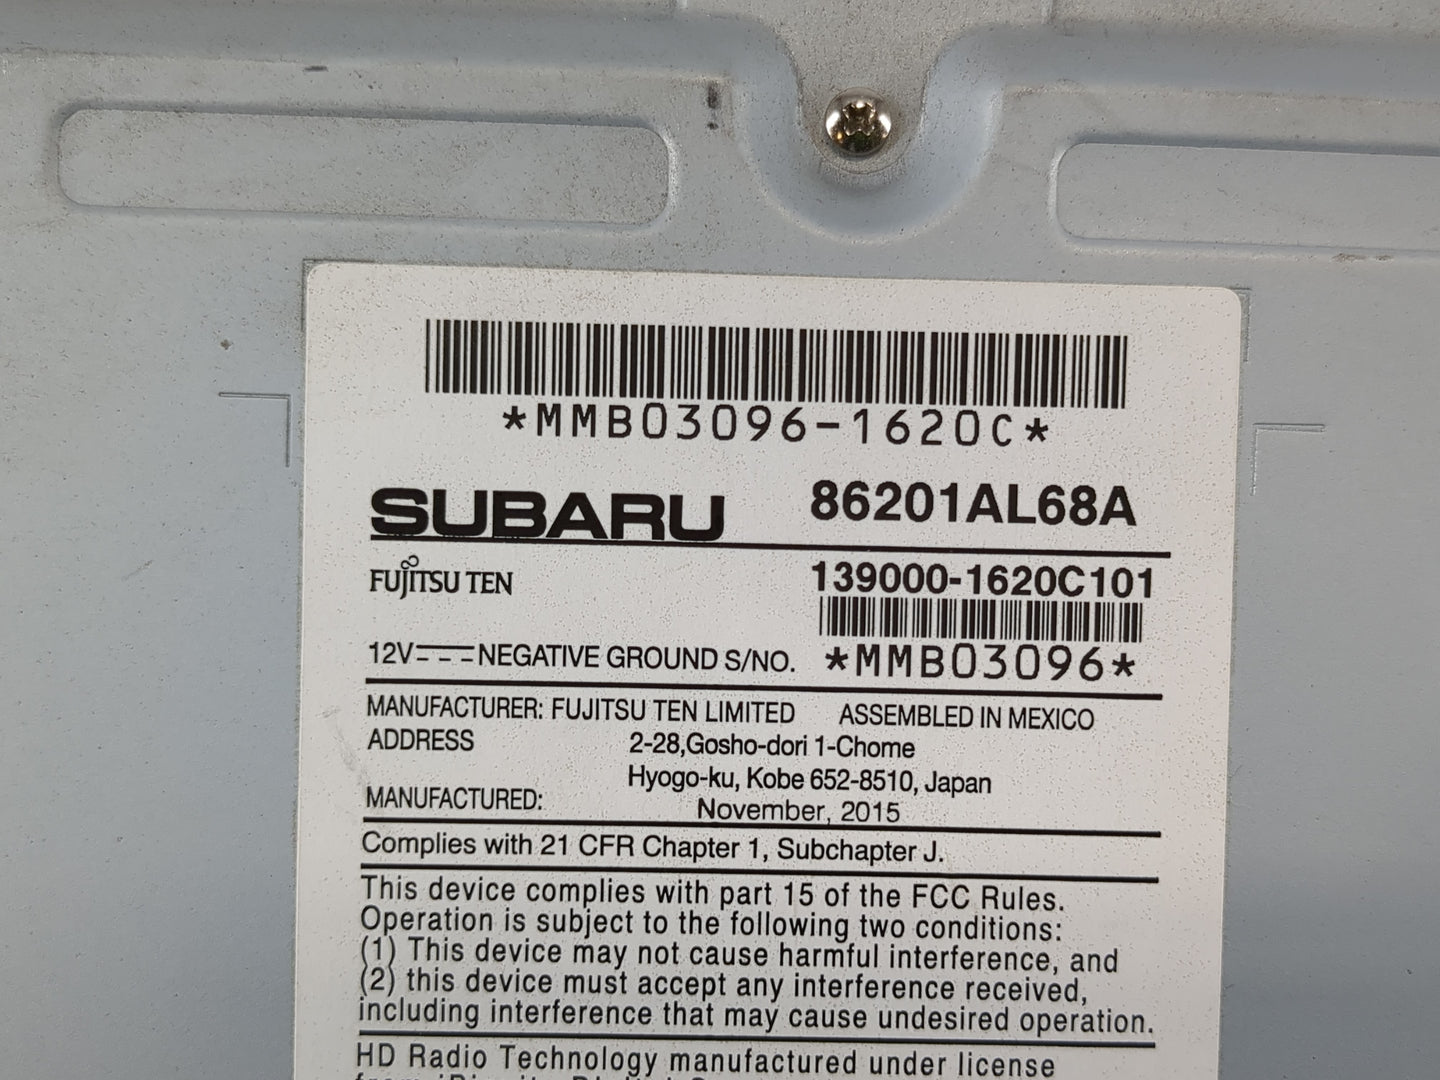 *MMB03096-1620C*
SUBARU 86201AL68A
FUJITSU TEN 139000-1620C101
12V NEGATIVE GROUND S/NO. *MMB03096*
MANUFACTURER: FUJITSU TEN LIMITED ASSEMBLED IN MEXICO
ADDRESS 2-28,Gosho-dori 1-Chome
Hyogo-ku, Kobe 652-8510, Japan
MANUFACTURED: November, 2015
Complies with 21 CFR Chapter 1, Subchapter J.
This device complies with part 15 of the FCC Rules.
Operation is subject to the following two conditions:
(1) This device may not cause harmful interference, and
(2) this device must accept any interference received,
including interference that may cause undesired operation.
HD Radio Technology manufactured under license